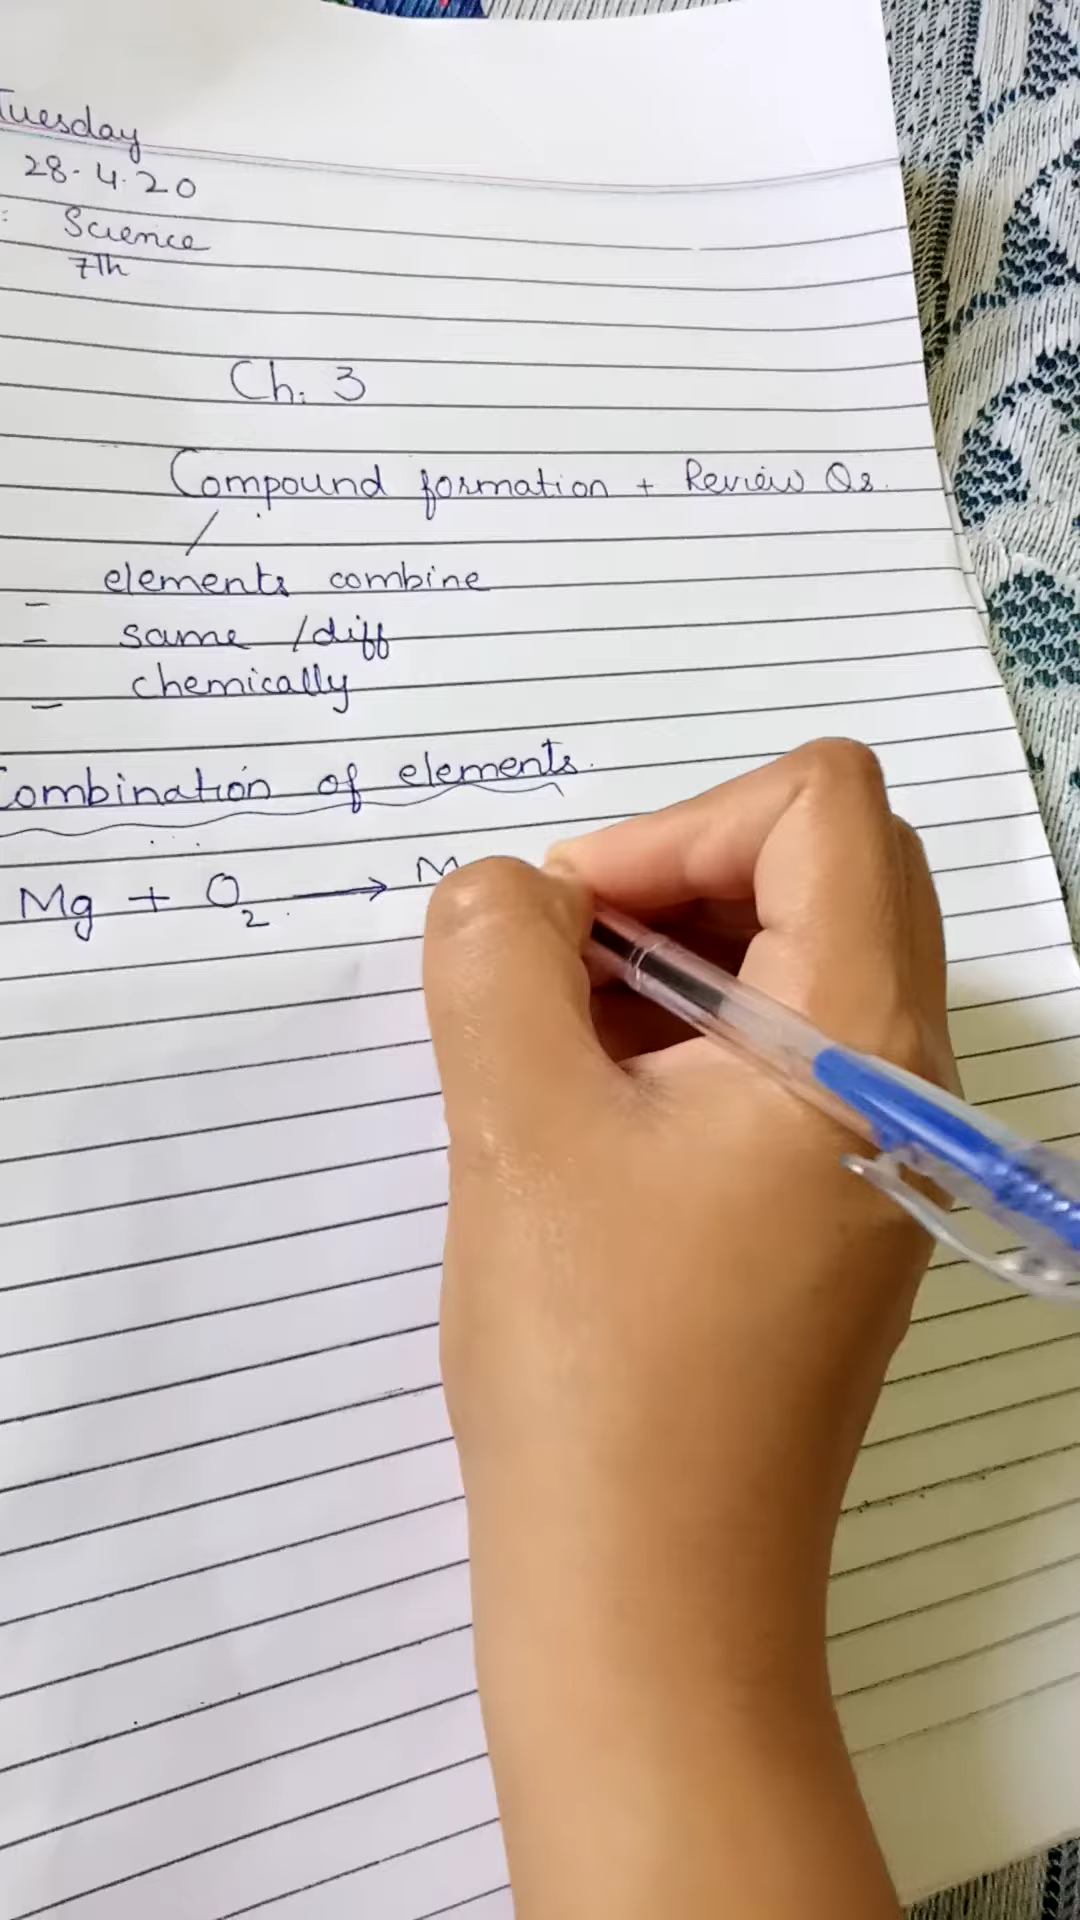 Tuesday
28-4-20
: Science
7Th
Ch. 3
Compound formation + Review Qs.
- elements combine
- same /diff
- chemically
Combination of elements.
Mg + O2 → M